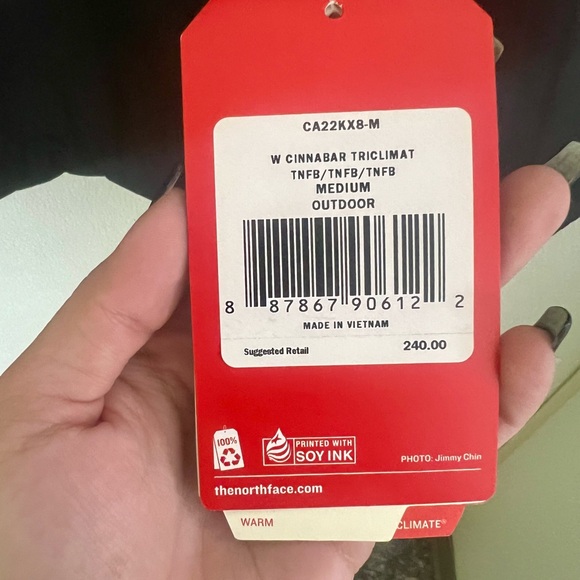 CA22KX8-M
W CINNABAR TRICLIMAT
TNFB/TNFB/TNFB
MEDIUM
OUTDOOR
8 87867 90612 2
MADE IN VIETNAM
Suggested Retail 240.00
100%
PRINTED WITH
SOY INK
PHOTO: Jimmy Chin
thenorthface.com
WARM
CLIMATE®